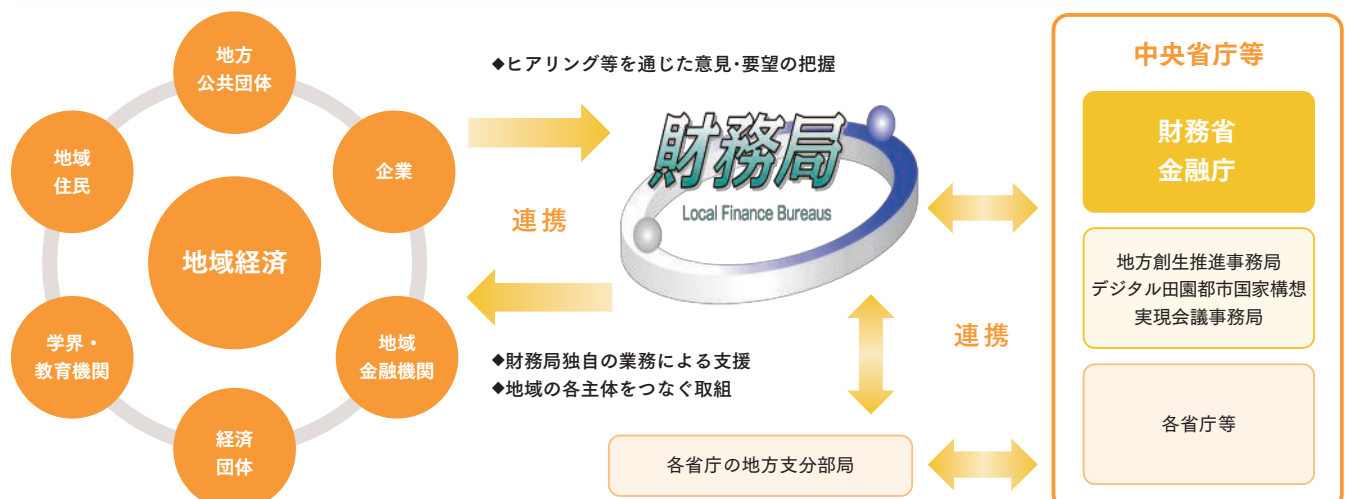 地方
公共団体
地域
住民
企業
地域経済
学界・
教育機関
地域
金融機関
経済
団体
◆ヒアリング等を通じた意見・要望の把握
連携
財務局
Local Finance Bureaus
◆財務局独自の業務による支援
◆地域の各主体をつなぐ取組
連携
各省庁の地方支分部局
中央省庁等
財務省
金融庁
地方創生推進事務局
デジタル田園都市国家構想
実現会議事務局
各省庁等